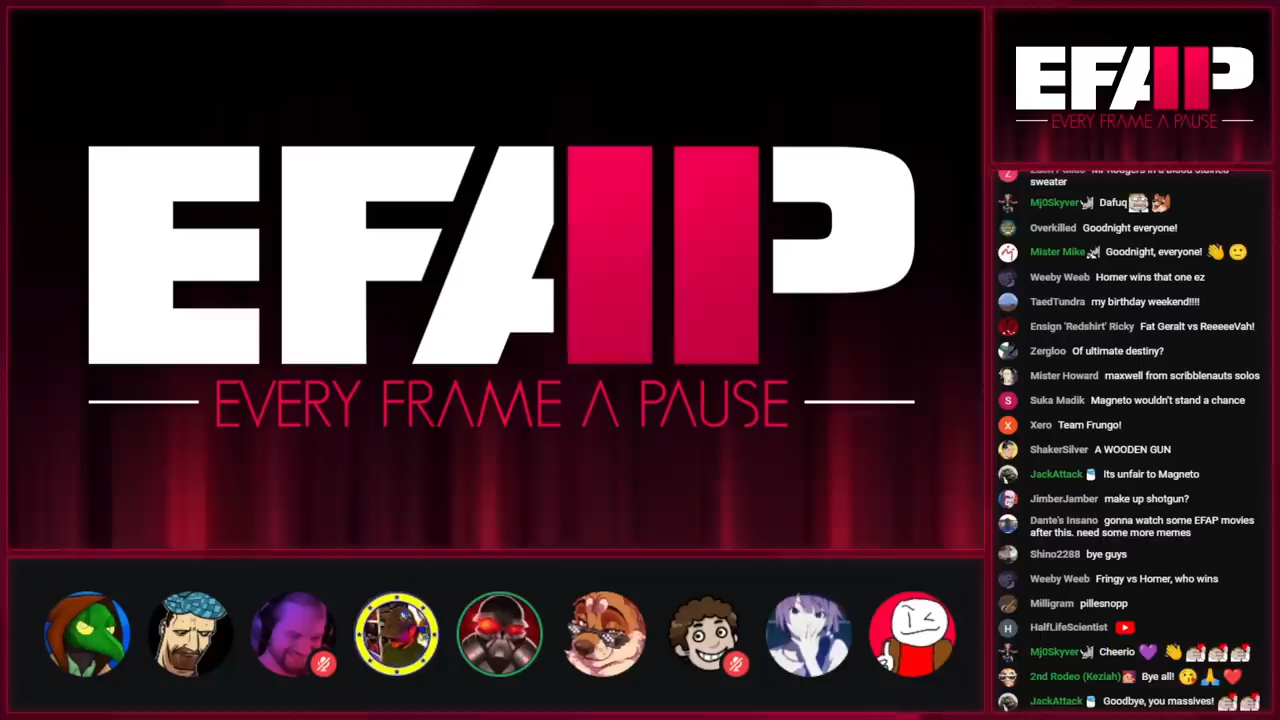 EFAP
EVERY FRAME A PAUSE
EFAP
EVERY FRAME A PAUSE
sweater
Mj0Skyver Dafuq
Overkilled Goodnight everyone!
Mister Mike Goodnight, everyone! 👋 🙂
Weeby Weeb Homer wins that one ez
TaedTundra my birthday weekend!!!!
Ensign 'Redshirt' Ricky Fat Geralt vs ReeeeeVah!
Zergloo Of ultimate destiny?
Mister Howard maxwell from scribblenauts solos
S
Suka Madik Magneto wouldn't stand a chance
X
Xero Team Frungo!
ShakerSilver A WOODEN GUN
JackAttack Its unfair to Magneto
JimberJamber make up shotgun?
Dante's Insano gonna watch some EFAP movies
after this. need some more memes
Shino2288 bye guys
Weeby Weeb Fringy vs Homer, who wins
Milligram pillesnopp
H
HalfLifeScientist
Mj0Skyver Cheerio 💜 👋
2nd Rodeo (Keziah) Bye all! 😘 🙏 ❤️
JackAttack Goodbye, you massives!